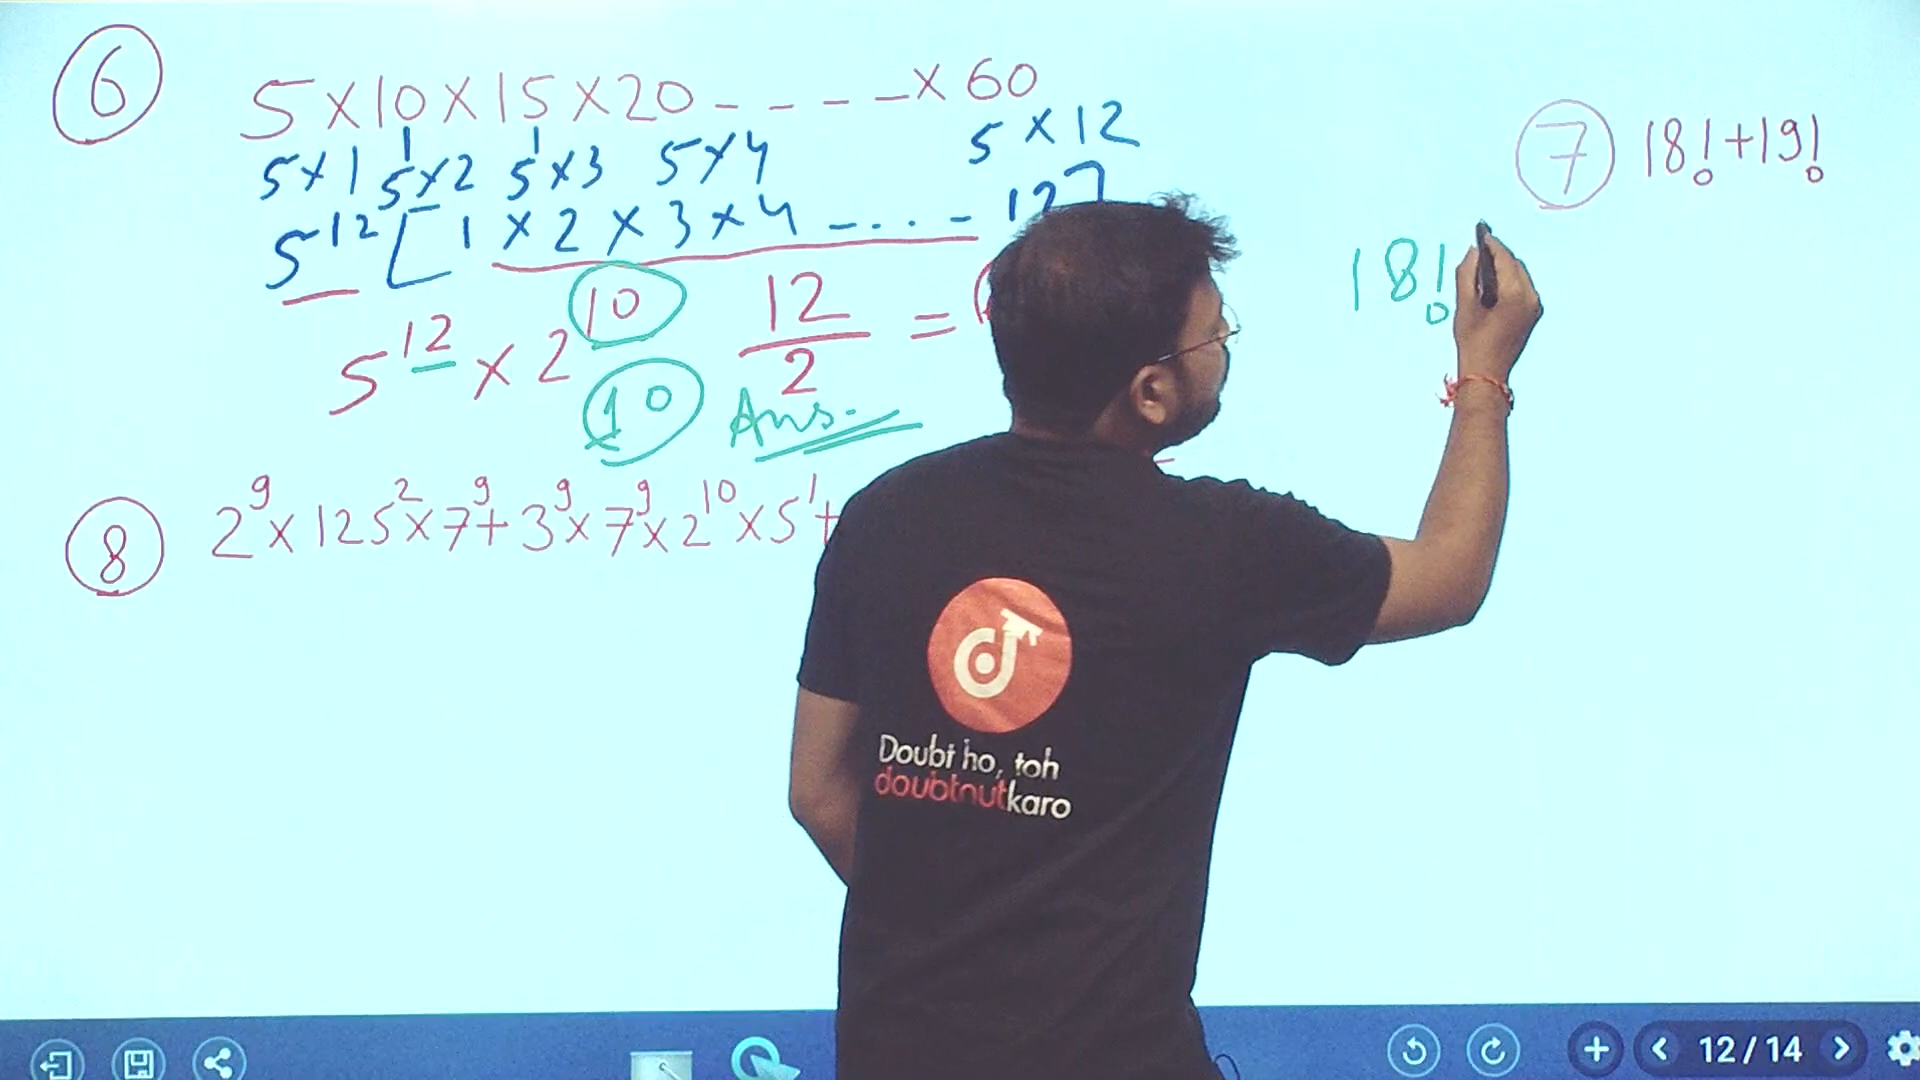 6
5×10×15×20----×60
5×1 5×2 5×3 5×4 5×12
5¹² [1×2×3×4-...- 12]
5¹²×2¹⁰ 12/2 =
10 Ans.
8 2⁹×125²×7⁹+3⁹×7⁹×2¹⁰×5¹+
7 18!+19!
18!
Doubt ho, toh
doubtnutkaro
12/14